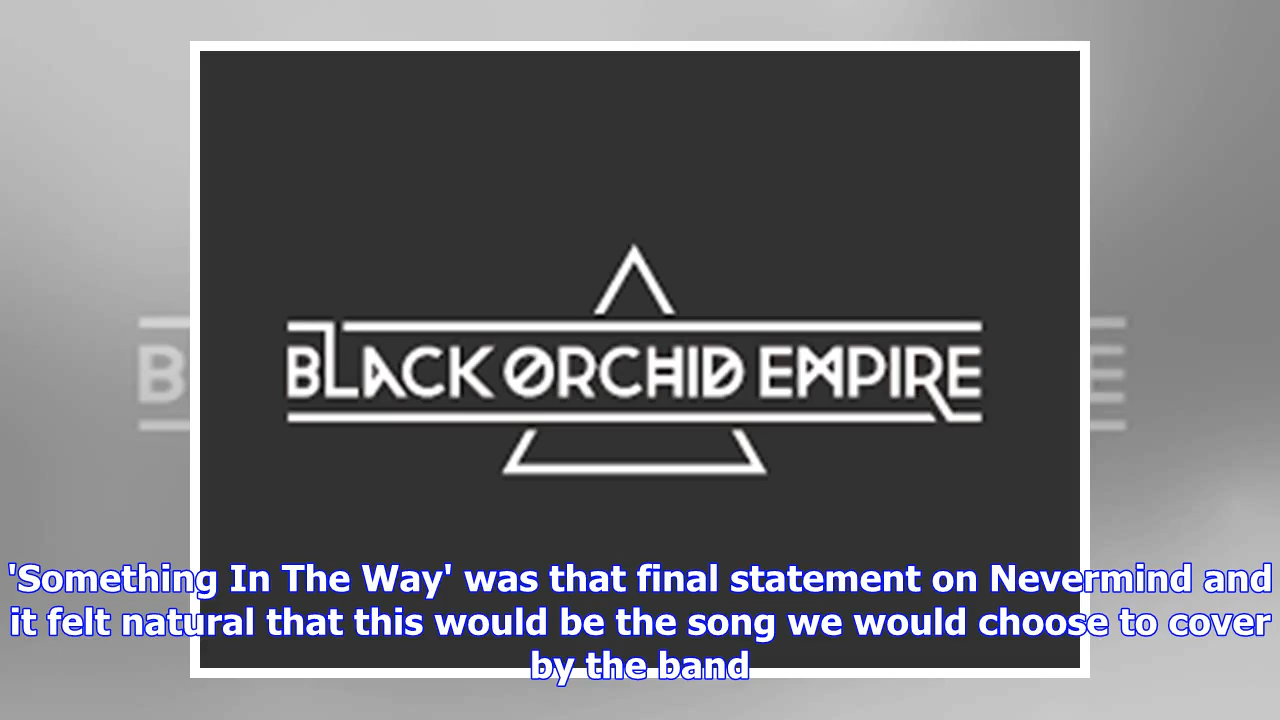 BLACK ORCHID EMPIRE
'Something In The Way' was that final statement on Nevermind and
it felt natural that this would be the song we would choose to cover
by the band